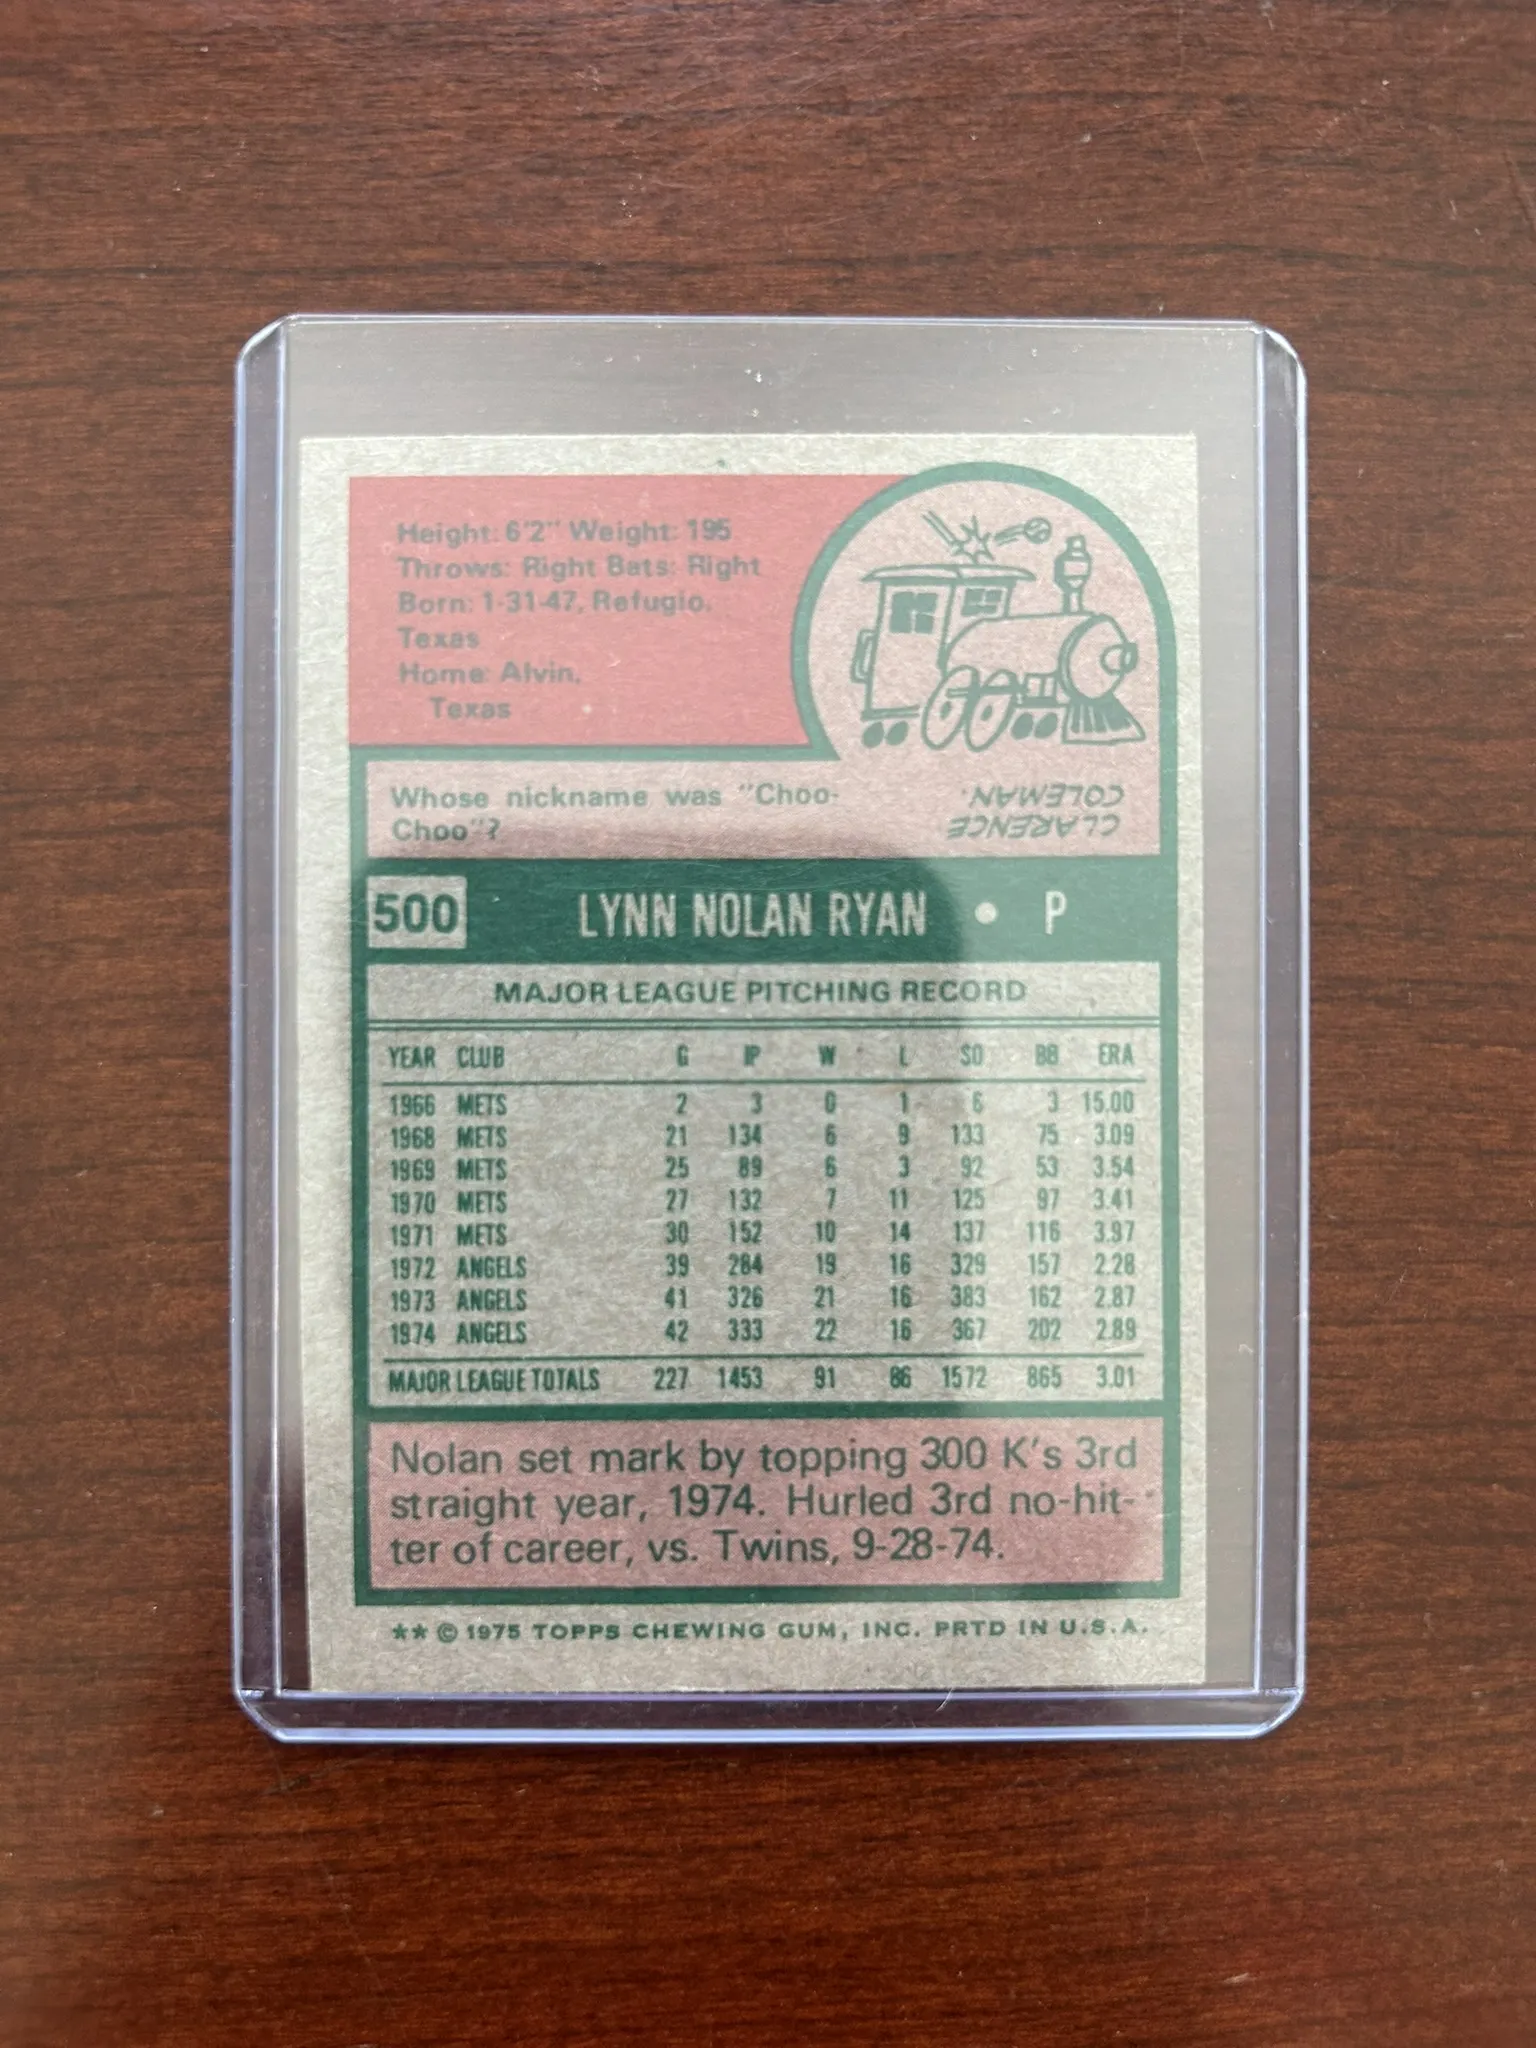 Height: 6'2" Weight: 195
Throws: Right Bats: Right
Born: 1-31-47, Refugio,
Texas
Home: Alvin,
Texas
Whose nickname was "Choo-
Choo"?
CLARENCE
COLEMAN.
500 LYNN NOLAN RYAN • P
MAJOR LEAGUE PITCHING RECORD
YEAR CLUB G IP W L SO BB ERA
1966 METS 2 3 0 1 6 3 15.00
1968 METS 21 134 6 9 133 75 3.09
1969 METS 25 89 6 3 92 53 3.54
1970 METS 27 132 7 11 125 97 3.41
1971 METS 30 152 10 14 137 116 3.97
1972 ANGELS 39 284 19 16 329 157 2.28
1973 ANGELS 41 326 21 16 383 162 2.87
1974 ANGELS 42 333 22 16 367 202 2.89
MAJOR LEAGUE TOTALS 227 1453 91 86 1572 865 3.01
Nolan set mark by topping 300 K's 3rd
straight year, 1974. Hurled 3rd no-hit-
ter of career, vs. Twins, 9-28-74.
** © 1975 TOPPS CHEWING GUM, INC. PRTD IN U.S.A.